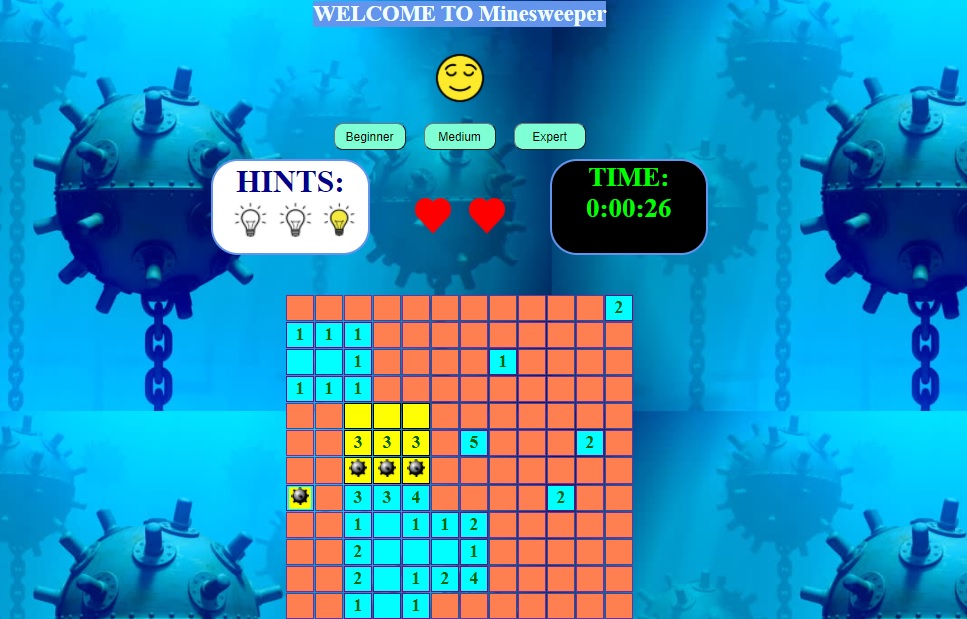 WELCOME TO Minesweeper
Beginner Medium Expert
HINTS:
TIME:
0:00:26
2
1 1 1
1 1
1 1 1
3 3 3 5 2
3 3 4 2
1 1 1 2
2 1
2 1 2 4
1 1